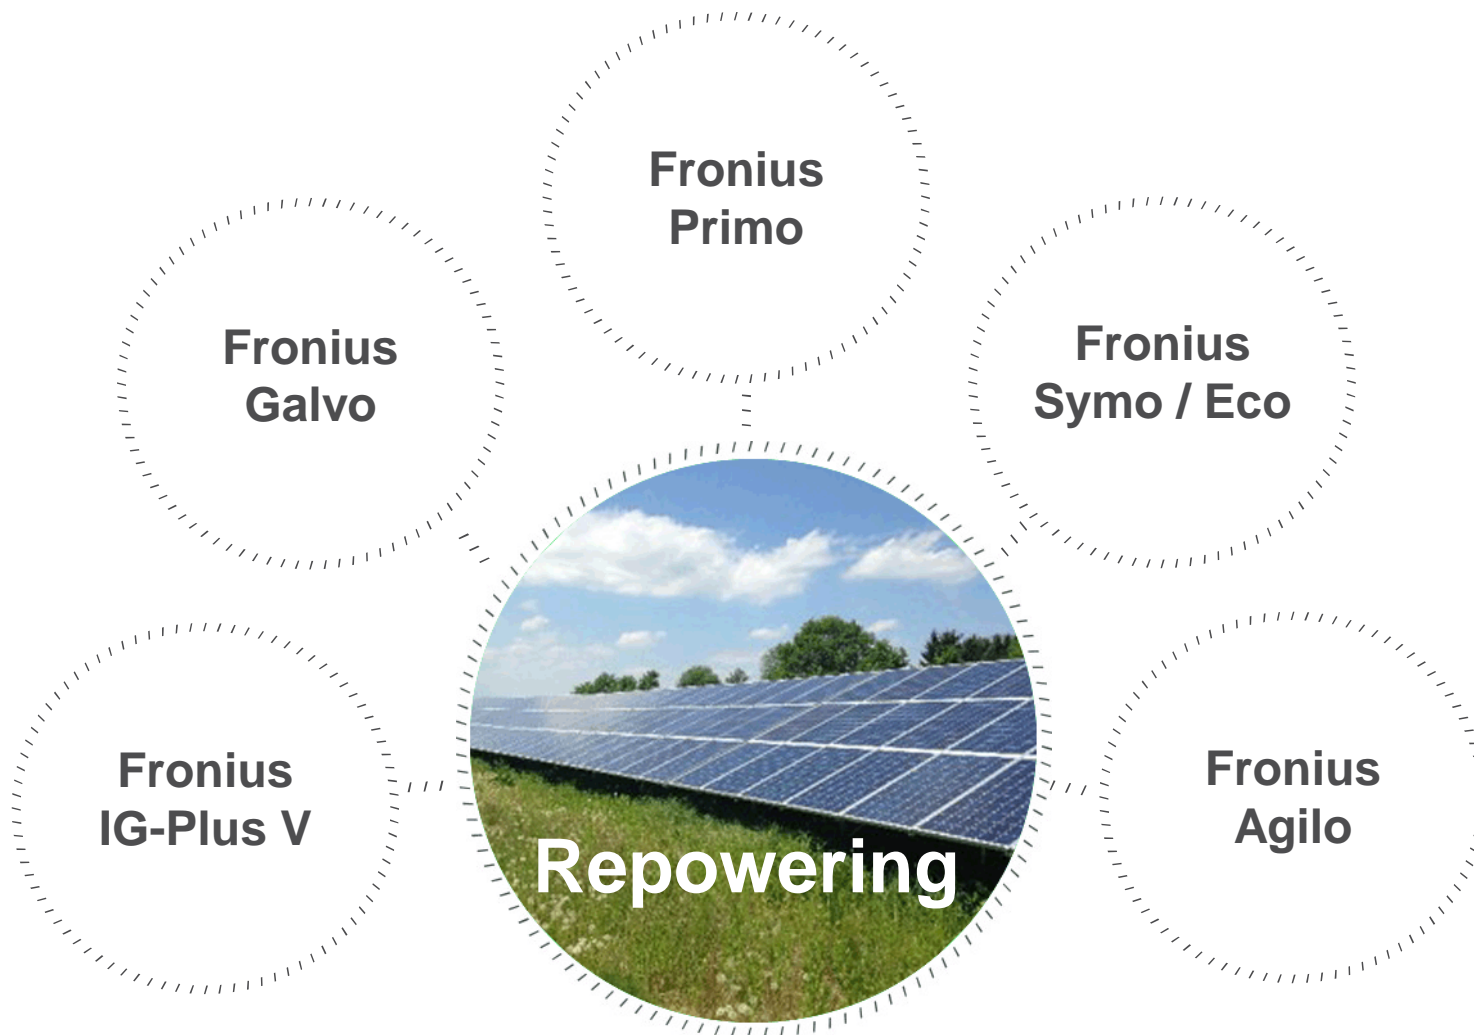 Fronius
Primo
Fronius
Galvo
Fronius
Symo / Eco
Fronius
IG-Plus V
Fronius
Agilo
Repowering